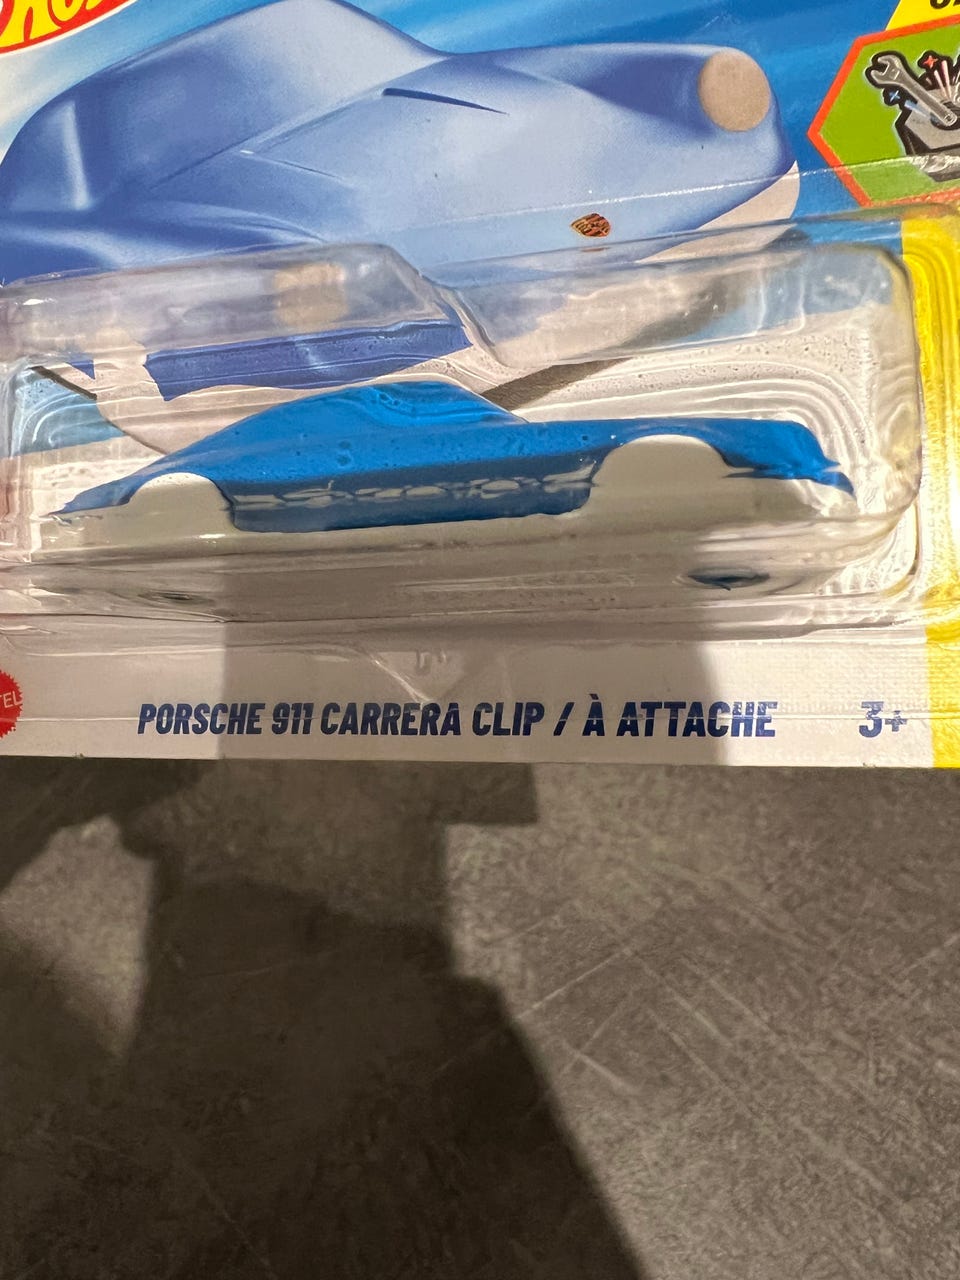 PORSCHE 911 CARRERA CLIP / À ATTACHE 3+